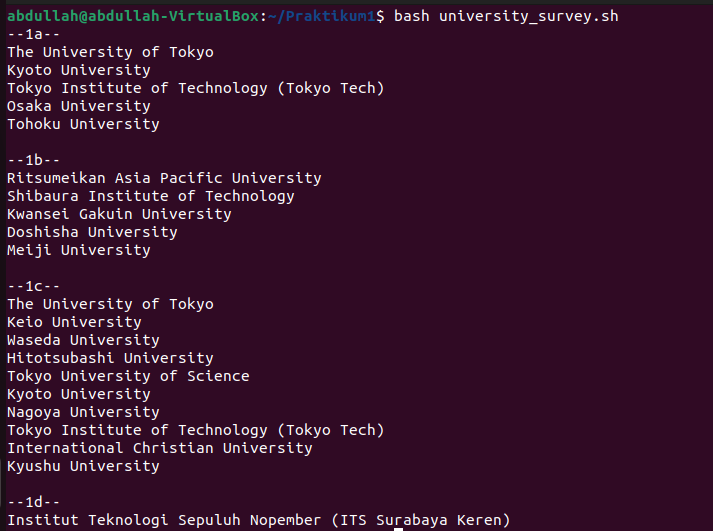 abdullah@abdullah-VirtualBox:~/Praktikum1$ bash university_survey.sh
--1a--
The University of Tokyo
Kyoto University
Tokyo Institute of Technology (Tokyo Tech)
Osaka University
Tohoku University
--1b--
Ritsumeikan Asia Pacific University
Shibaura Institute of Technology
Kwansei Gakuin University
Doshisha University
Meiji University
--1c--
The University of Tokyo
Keio University
Waseda University
Hitotsubashi University
Tokyo University of Science
Kyoto University
Nagoya University
Tokyo Institute of Technology (Tokyo Tech)
International Christian University
Kyushu University
--1d--
Institut Teknologi Sepuluh Nopember (ITS Surabaya Keren)